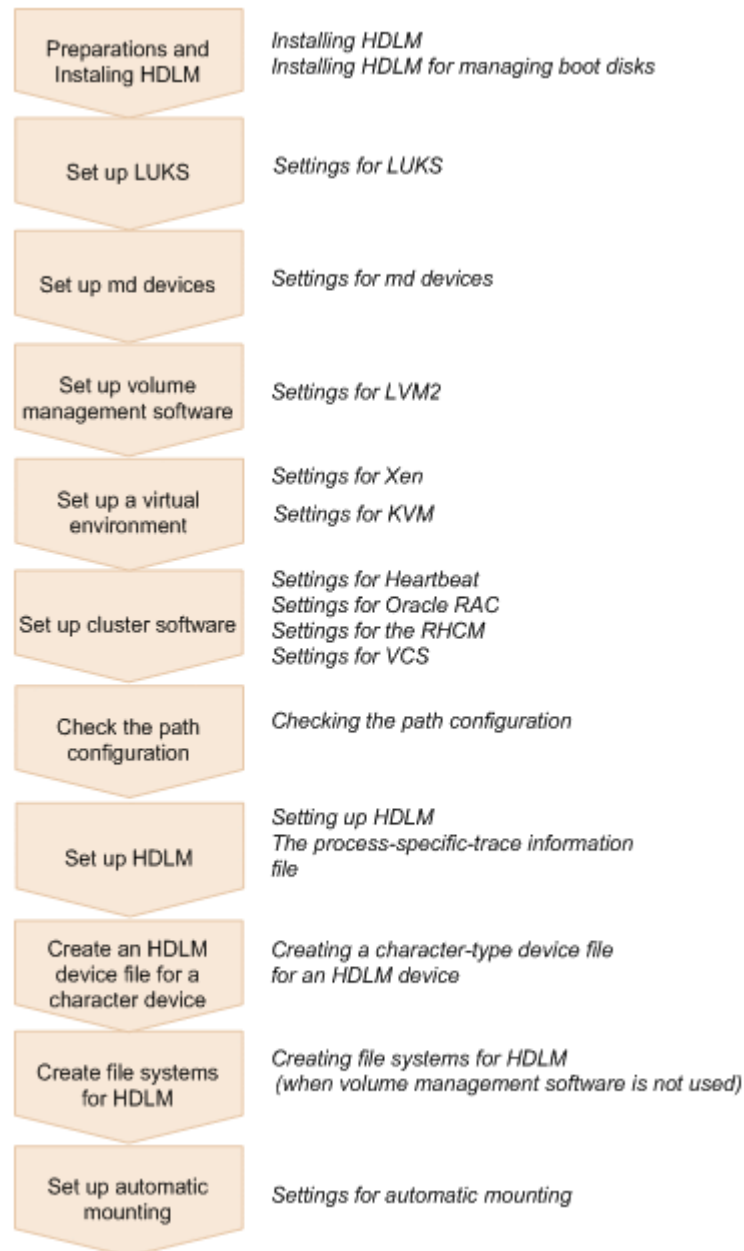 Preparations and
Instaling HDLM
Installing HDLM
Installing HDLM for managing boot disks
Set up LUKS
Settings for LUKS
Set up md devices
Settings for md devices
Set up volume
management software
Settings for LVM2
Set up a virtual
environment
Settings for Xen
Settings for KVM
Set up cluster software
Settings for Heartbeat
Settings for Oracle RAC
Settings for the RHCM
Settings for VCS
Check the path
configuration
Checking the path configuration
Set up HDLM
Setting up HDLM
The process-specific-trace information
file
Create an HDLM
device file for a
character device
Creating a character-type device file
for an HDLM device
Create file systems
for HDLM
Creating file systems for HDLM
(when volume management software is not used)
Set up automatic
mounting
Settings for automatic mounting